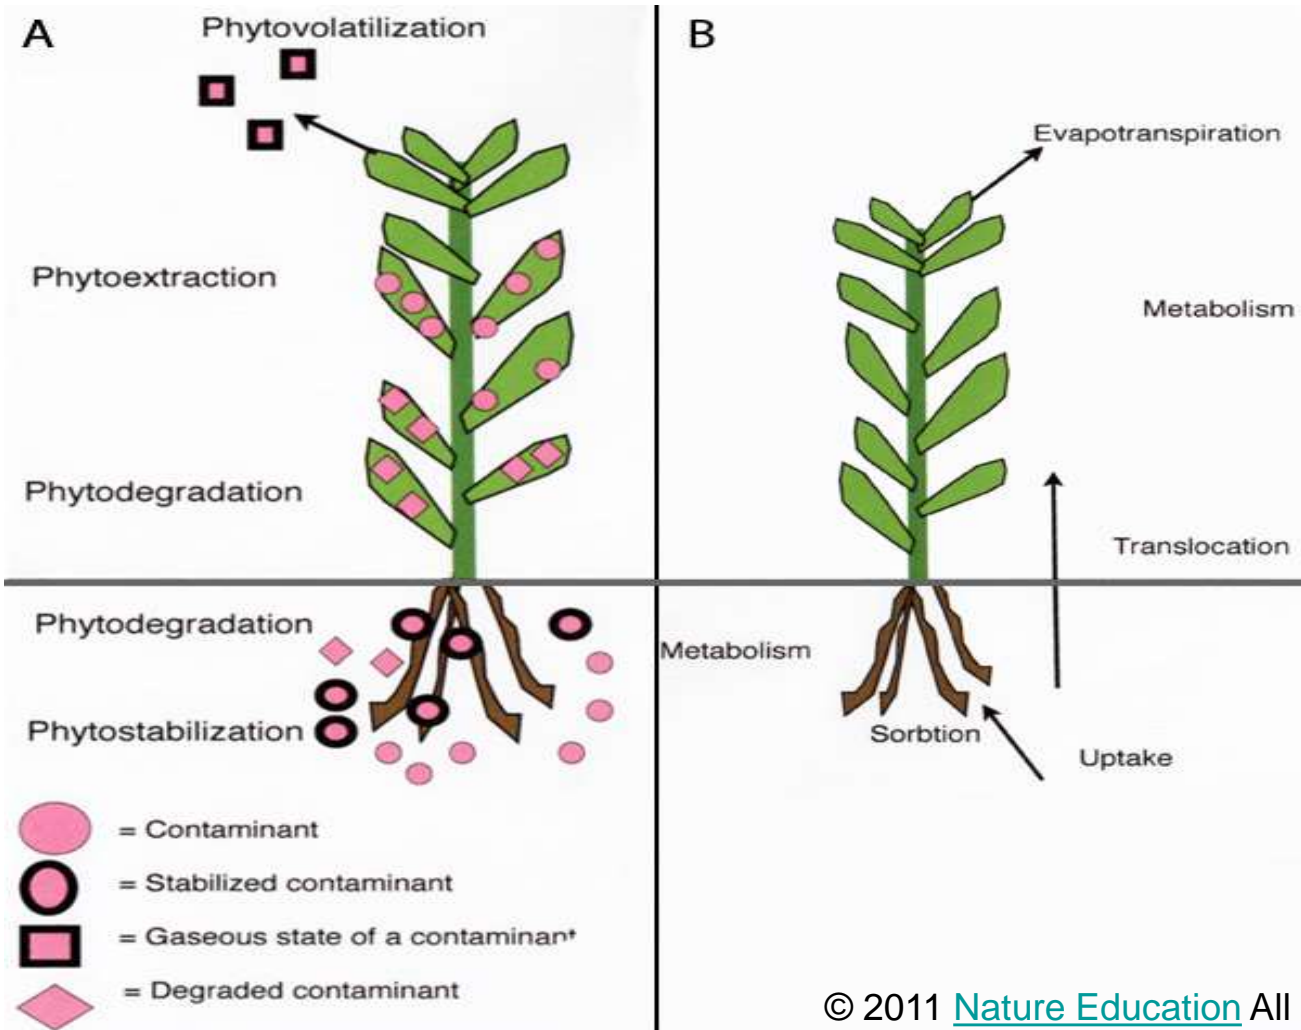 A
Phytovolatilization
Phytoextraction
Phytodegradation
Phytodegradation
Phytostabilization
= Contaminant
= Stabilized contaminant
= Gaseous state of a contaminant
= Degraded contaminant
B
Evapotranspiration
Metabolism
Translocation
Metabolism
Sorbtion
Uptake
© 2011 Nature Education All